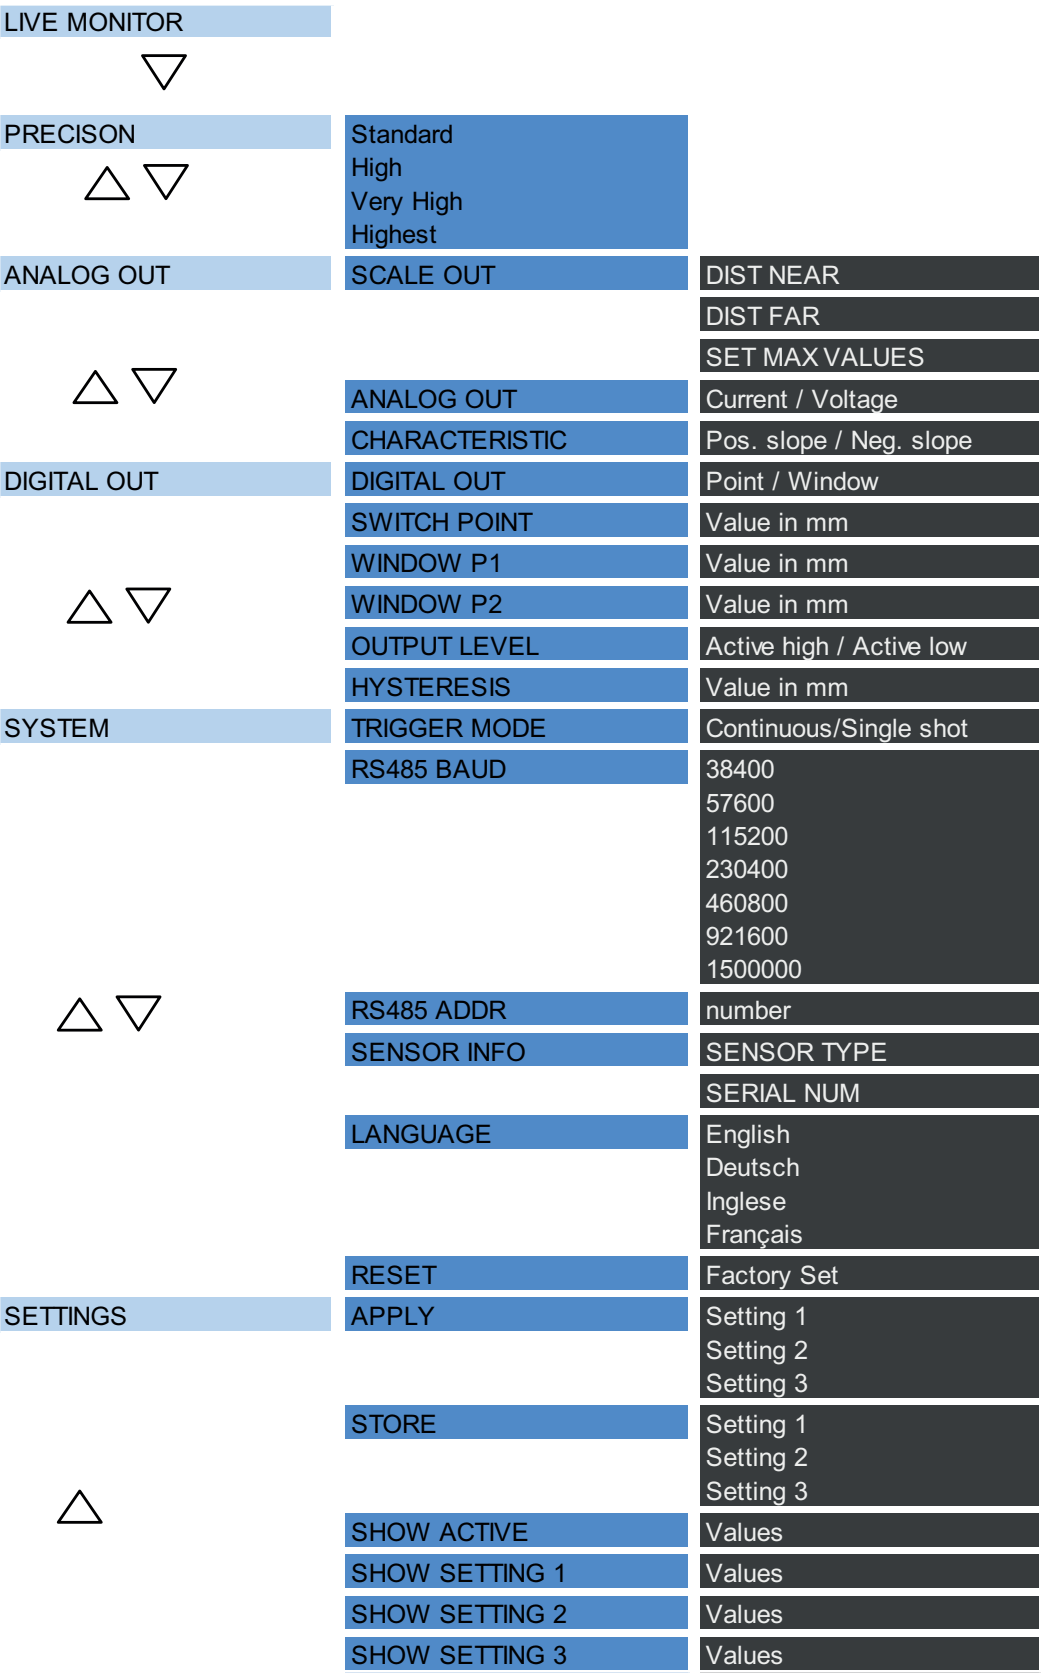 LIVE MONITOR
PRECISON
Standard
High
Very High
Highest
ANALOG OUT
SCALE OUT
DIST NEAR
DIST FAR
SET MAX VALUES
ANALOG OUT
Current / Voltage
CHARACTERISTIC
Pos. slope / Neg. slope
DIGITAL OUT
DIGITAL OUT
Point / Window
SWITCH POINT
Value in mm
WINDOW P1
Value in mm
WINDOW P2
Value in mm
OUTPUT LEVEL
Active high / Active low
HYSTERESIS
Value in mm
SYSTEM
TRIGGER MODE
Continuous/Single shot
RS485 BAUD
38400
57600
115200
230400
460800
921600
1500000
RS485 ADDR
number
SENSOR INFO
SENSOR TYPE
SERIAL NUM
LANGUAGE
English
Deutsch
Inglese
Français
RESET
Factory Set
SETTINGS
APPLY
Setting 1
Setting 2
Setting 3
STORE
Setting 1
Setting 2
Setting 3
SHOW ACTIVE
Values
SHOW SETTING 1
Values
SHOW SETTING 2
Values
SHOW SETTING 3
Values